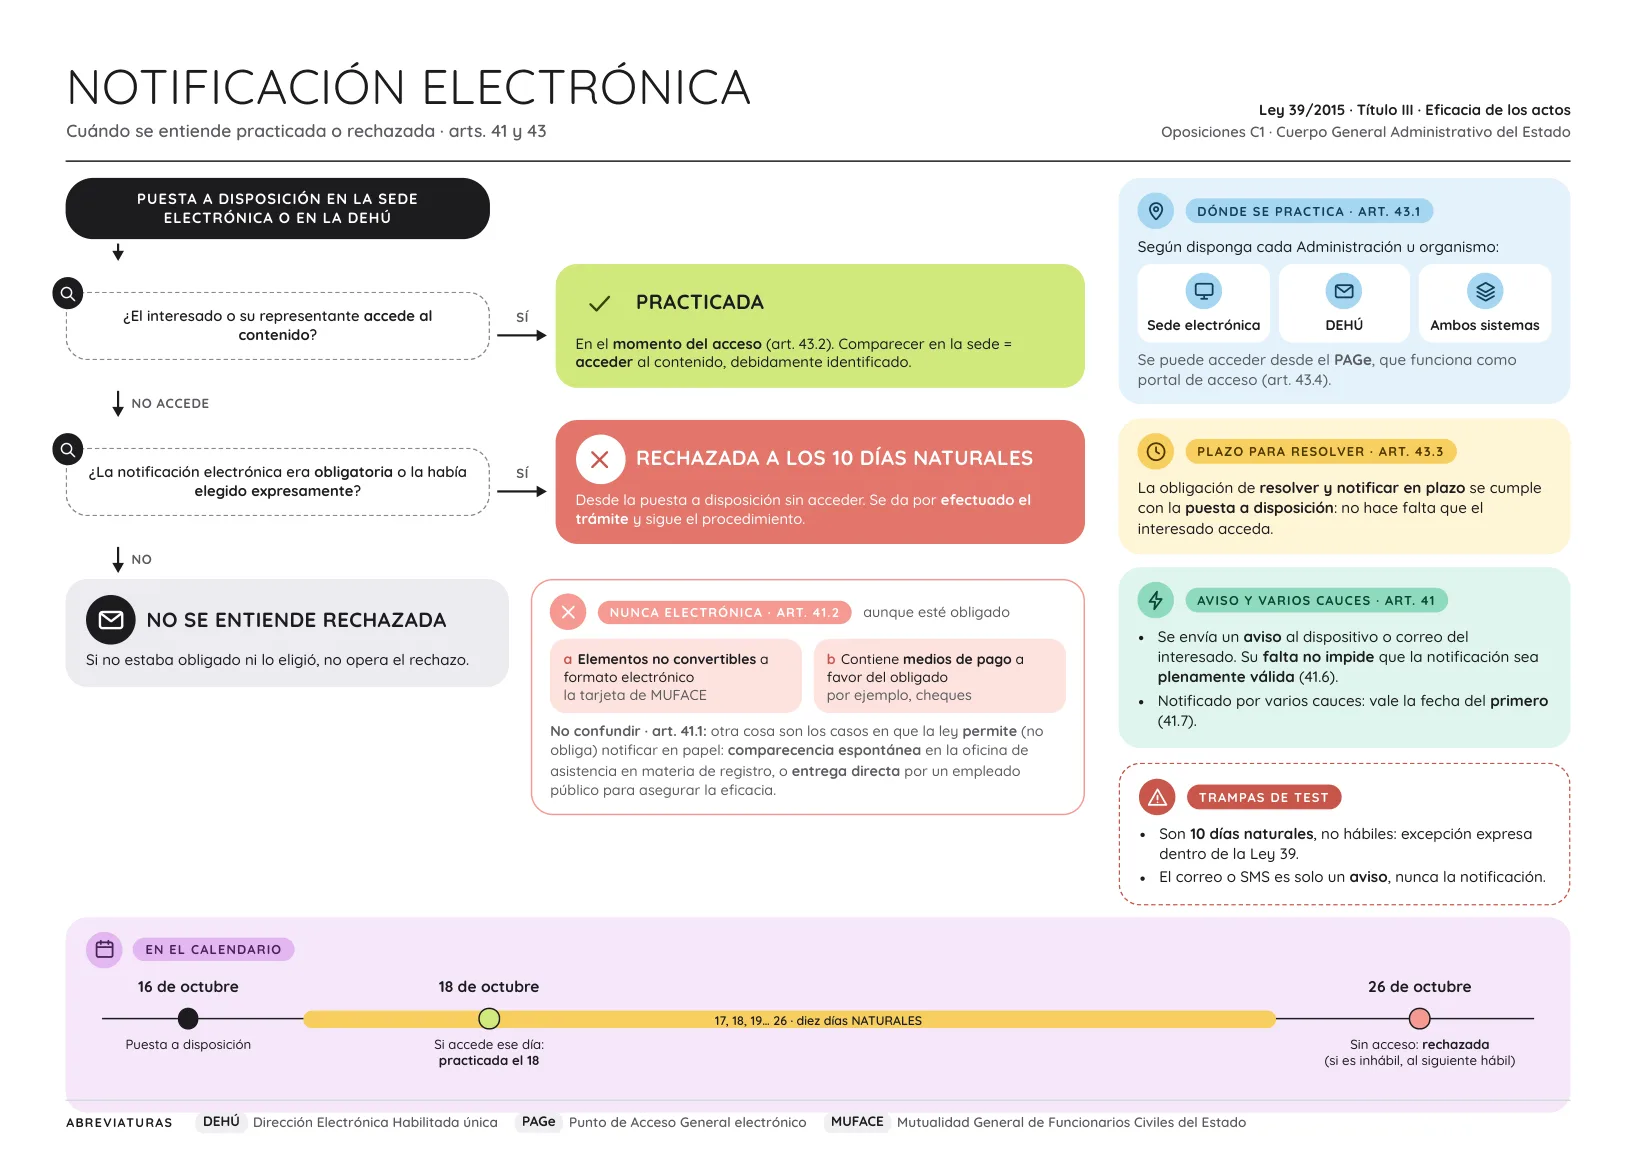 NOTIFICACIÓN ELECTRÓNICA
Cuándo se entiende practicada o rechazada · arts. 41 y 43
Ley 39/2015 · Título III · Eficacia de los actos
Oposiciones C1 · Cuerpo General Administrativo del Estado
PUESTA A DISPOSICIÓN EN LA SEDE
ELECTRÓNICA O EN LA DEHÚ
¿El interesado o su representante accede al
contenido?
SÍ
PRACTICADA
En el momento del acceso (art. 43.2). Comparecer en la sede =
acceder al contenido, debidamente identificado.
NO ACCEDE
¿La notificación electrónica era obligatoria o la había
elegido expresamente?
SÍ
RECHAZADA A LOS 10 DÍAS NATURALES
Desde la puesta a disposición sin acceder. Se da por efectuado el
trámite y sigue el procedimiento.
NO
NO SE ENTIENDE RECHAZADA
Si no estaba obligado ni lo eligió, no opera el rechazo.
NUNCA ELECTRÓNICA · ART. 41.2 aunque esté obligado
a Elementos no convertibles a
formato electrónico
la tarjeta de MUFACE
b Contiene medios de pago a
favor del obligado
por ejemplo, cheques
No confundir · art. 41.1: otra cosa son los casos en que la ley permite (no
obliga) notificar en papel: comparecencia espontánea en la oficina de
asistencia en materia de registro, o entrega directa por un empleado
público para asegurar la eficacia.
DÓNDE SE PRACTICA · ART. 43.1
Según disponga cada Administración u organismo:
Sede electrónica
DEHÚ
Ambos sistemas
Se puede acceder desde el PAGe, que funciona como
portal de acceso (art. 43.4).
PLAZO PARA RESOLVER · ART. 43.3
La obligación de resolver y notificar en plazo se cumple
con la puesta a disposición: no hace falta que el
interesado acceda.
AVISO Y VARIOS CAUCES · ART. 41
• Se envía un aviso al dispositivo o correo del
interesado. Su falta no impide que la notificación sea
plenamente válida (41.6).
• Notificado por varios cauces: vale la fecha del primero
(41.7).
TRAMPAS DE TEST
• Son 10 días naturales, no hábiles: excepción expresa
dentro de la Ley 39.
• El correo o SMS es solo un aviso, nunca la notificación.
EN EL CALENDARIO
16 de octubre
Puesta a disposición
18 de octubre
Si accede ese día:
practicada el 18
17, 18, 19... 26 · diez días NATURALES
26 de octubre
Sin acceso: rechazada
(si es inhábil, al siguiente hábil)
ABREVIATURAS DEHÚ Dirección Electrónica Habilitada única PAGe Punto de Acceso General electrónico MUFACE Mutualidad General de Funcionarios Civiles del Estado